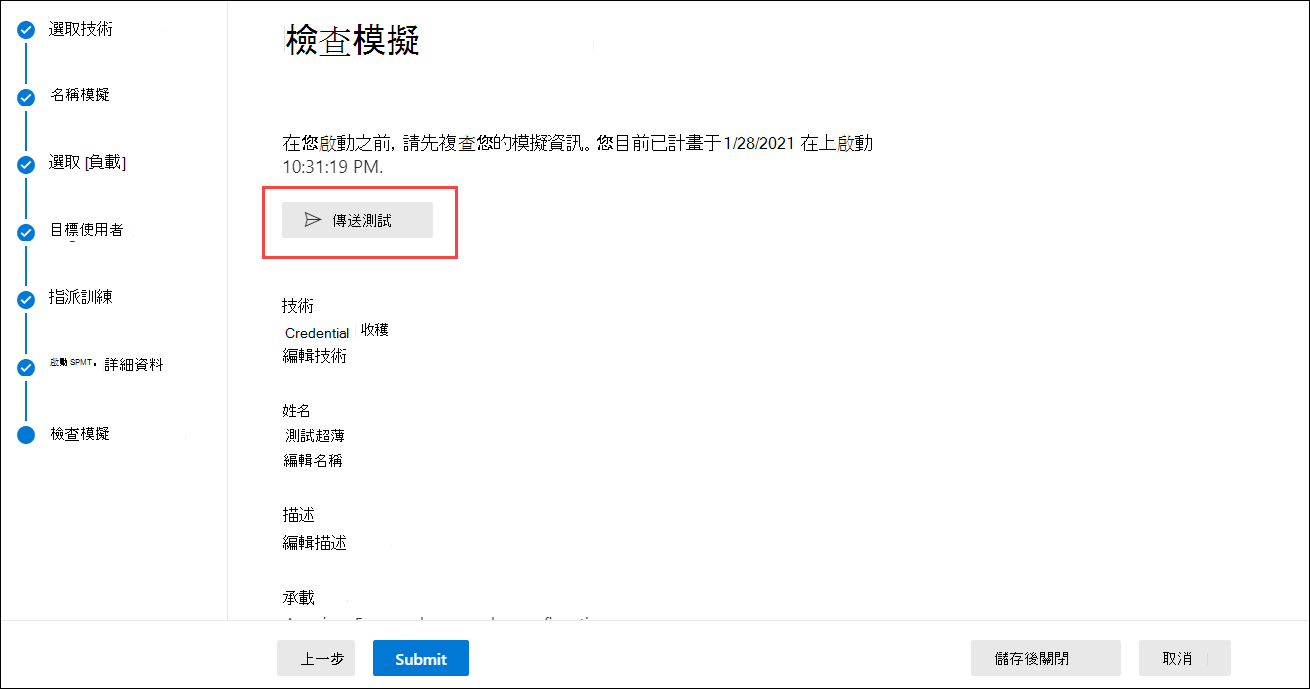 選取技術
名稱模擬
選取 [負載]
目標使用者
指派訓練
啟動 SPMT，詳細資料
檢查模擬
檢查模擬
在您啟動之前, 請先複查您的模擬資訊。您目前已計畫于 1/28/2021 在上啟動
10:31:19 PM.
傳送測試
技術
Credential 收穫
編輯技術
姓名
測試超薄
編輯名稱
描述
編輯描述
承載
上一步
Submit
儲存後關閉
取消